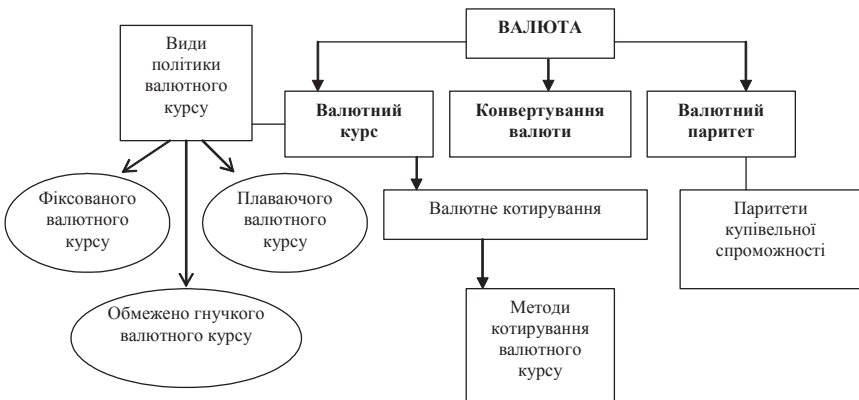 ВАЛЮТА
Види
політики
валютного
курсу
Валютний
курс
Конвертування
валюти
Валютний
паритет
Фіксованого
валютного
курсу
Плаваючого
валютного
курсу
Валютне котирування
Паритети
купівельної
спроможності
Обмежено гнучкого
валютного курсу
Методи
котирування
валютного
курсу